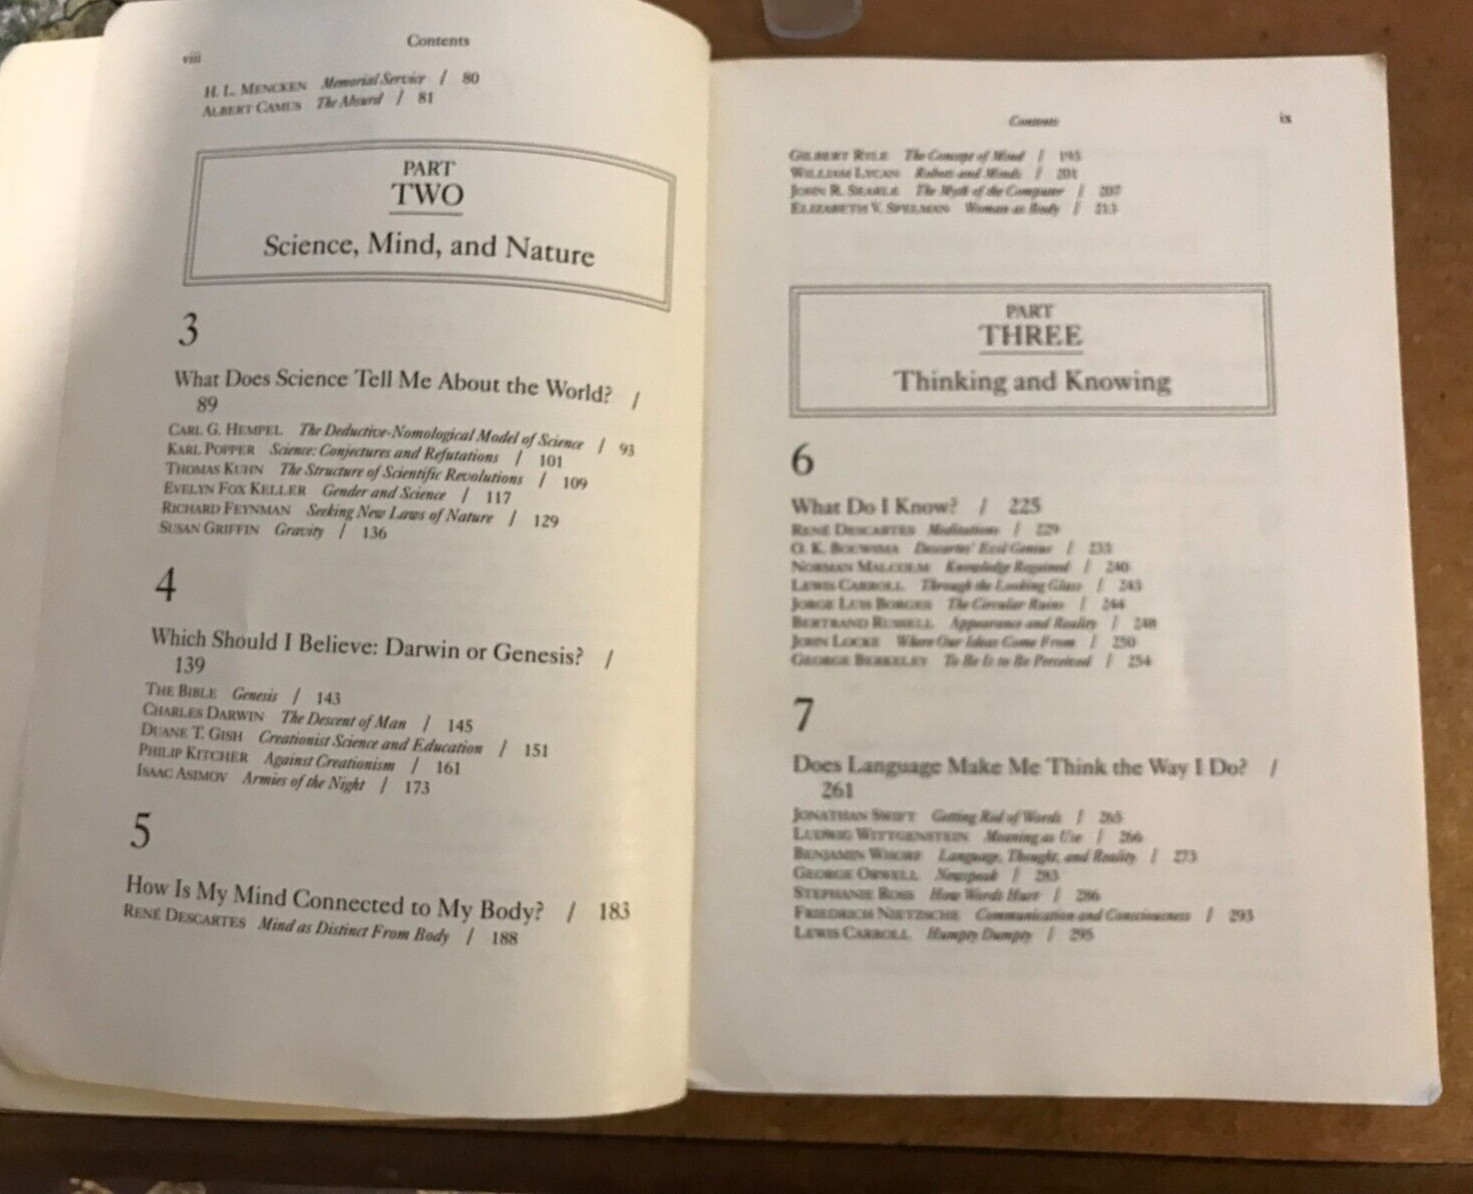 Contents
viii
H. L. MENCKEN Memorial Service / 80
ALBERT CAMUS The Absurd / 81
PART
TWO
Science, Mind, and Nature
3
What Does Science Tell Me About the World? /
89
CARL G. HEMPEL The Deductive-Nomological Model of Science / 93
KARL POPPER Science: Conjectures and Refutations / 101
THOMAS KUHN The Structure of Scientific Revolutions / 109
EVELYN FOX KELLER Gender and Science / 117
RICHARD FEYNMAN Seeking New Laws of Nature / 129
SUSAN GRIFFIN Gravity / 136
4
Which Should I Believe: Darwin or Genesis? /
139
THE BIBLE Genesis / 143
CHARLES DARWIN The Descent of Man / 145
DUANE T. GISH Creationist Science and Education / 151
PHILIP KITCHER Against Creationism / 161
ISAAC ASIMOV Armies of the Night / 173
5
How Is My Mind Connected to My Body? / 183
RENÉ DESCARTES Mind as Distinct From Body / 188
Contents
ix
GILBERT RYLE The Concept of Mind / 195
WILLIAM LYCAN Robots and Minds / 201
JOHN R. SEARLE The Myth of the Computer / 207
ELIZABETH V. SPELMAN Woman as Body / 213
PART
THREE
Thinking and Knowing
6
What Do I Know? / 225
RENÉ DESCARTES Meditations / 229
O. K. BOUWSMA Descartes' Evil Genius / 233
NORMAN MALCOLM Knowledge Regained / 240
LEWIS CARROLL Through the Looking Glass / 243
JORGE LUIS BORGES The Circular Ruins / 244
BERTRAND RUSSELL Appearance and Reality / 248
JOHN LOCKE Where Our Ideas Come From / 250
GEORGE BERKELEY To Be Is to Be Perceived / 254
7
Does Language Make Me Think the Way I Do? /
261
JONATHAN SWIFT Getting Rid of Words / 265
LUDWIG WITTGENSTEIN Meaning as Use / 266
BENJAMIN WHORF Language, Thought, and Reality / 273
GEORGE ORWELL Newspeak / 283
STEPHANIE ROSS How Words Hurt / 286
FRIEDRICH NIETZSCHE Communication and Consciousness / 293
LEWIS CARROLL Humpty Dumpty / 295